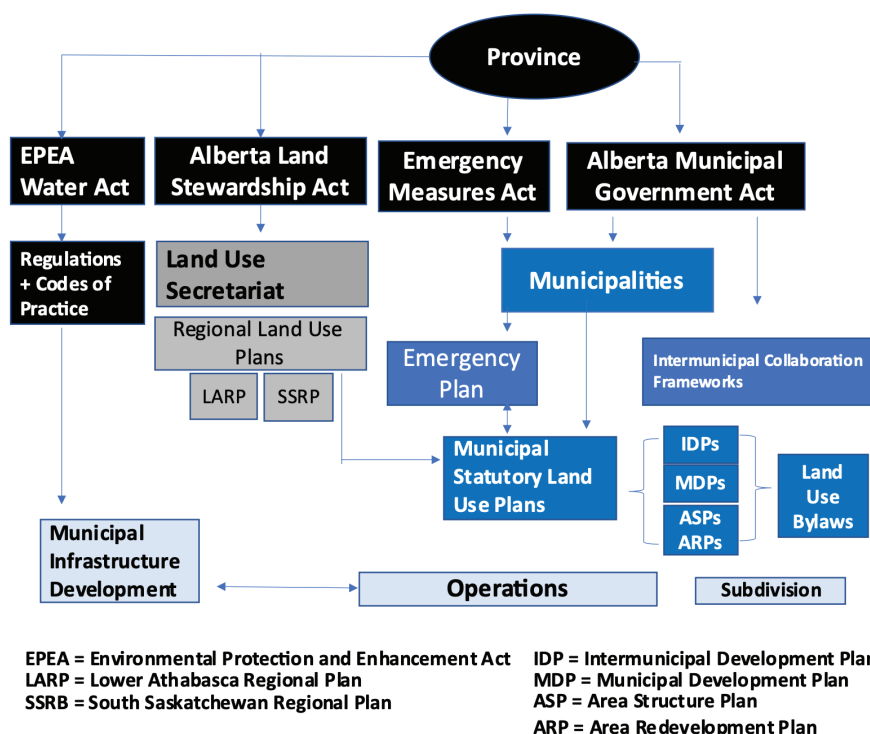 Province
EPEA
Water Act
Alberta Land
Stewardship Act
Emergency
Measures Act
Alberta Municipal
Government Act
Regulations
+ Codes of
Practice
Land Use
Secretariat
Municipalities
Regional Land Use
Plans
LARP
SSRP
Emergency
Plan
Intermunicipal Collaboration
Frameworks
Municipal
Statutory Land
Use Plans
IDPs
MDPs
ASPs
ARPs
Land
Use
Bylaws
Municipal
Infrastructure
Development
Operations
Subdivision
EPEA = Environmental Protection and Enhancement Act
LARP = Lower Athabasca Regional Plan
SSRB = South Saskatchewan Regional Plan
IDP = Intermunicipal Development Plan
MDP = Municipal Development Plan
ASP = Area Structure Plan
ARP = Area Redevelopment Plan